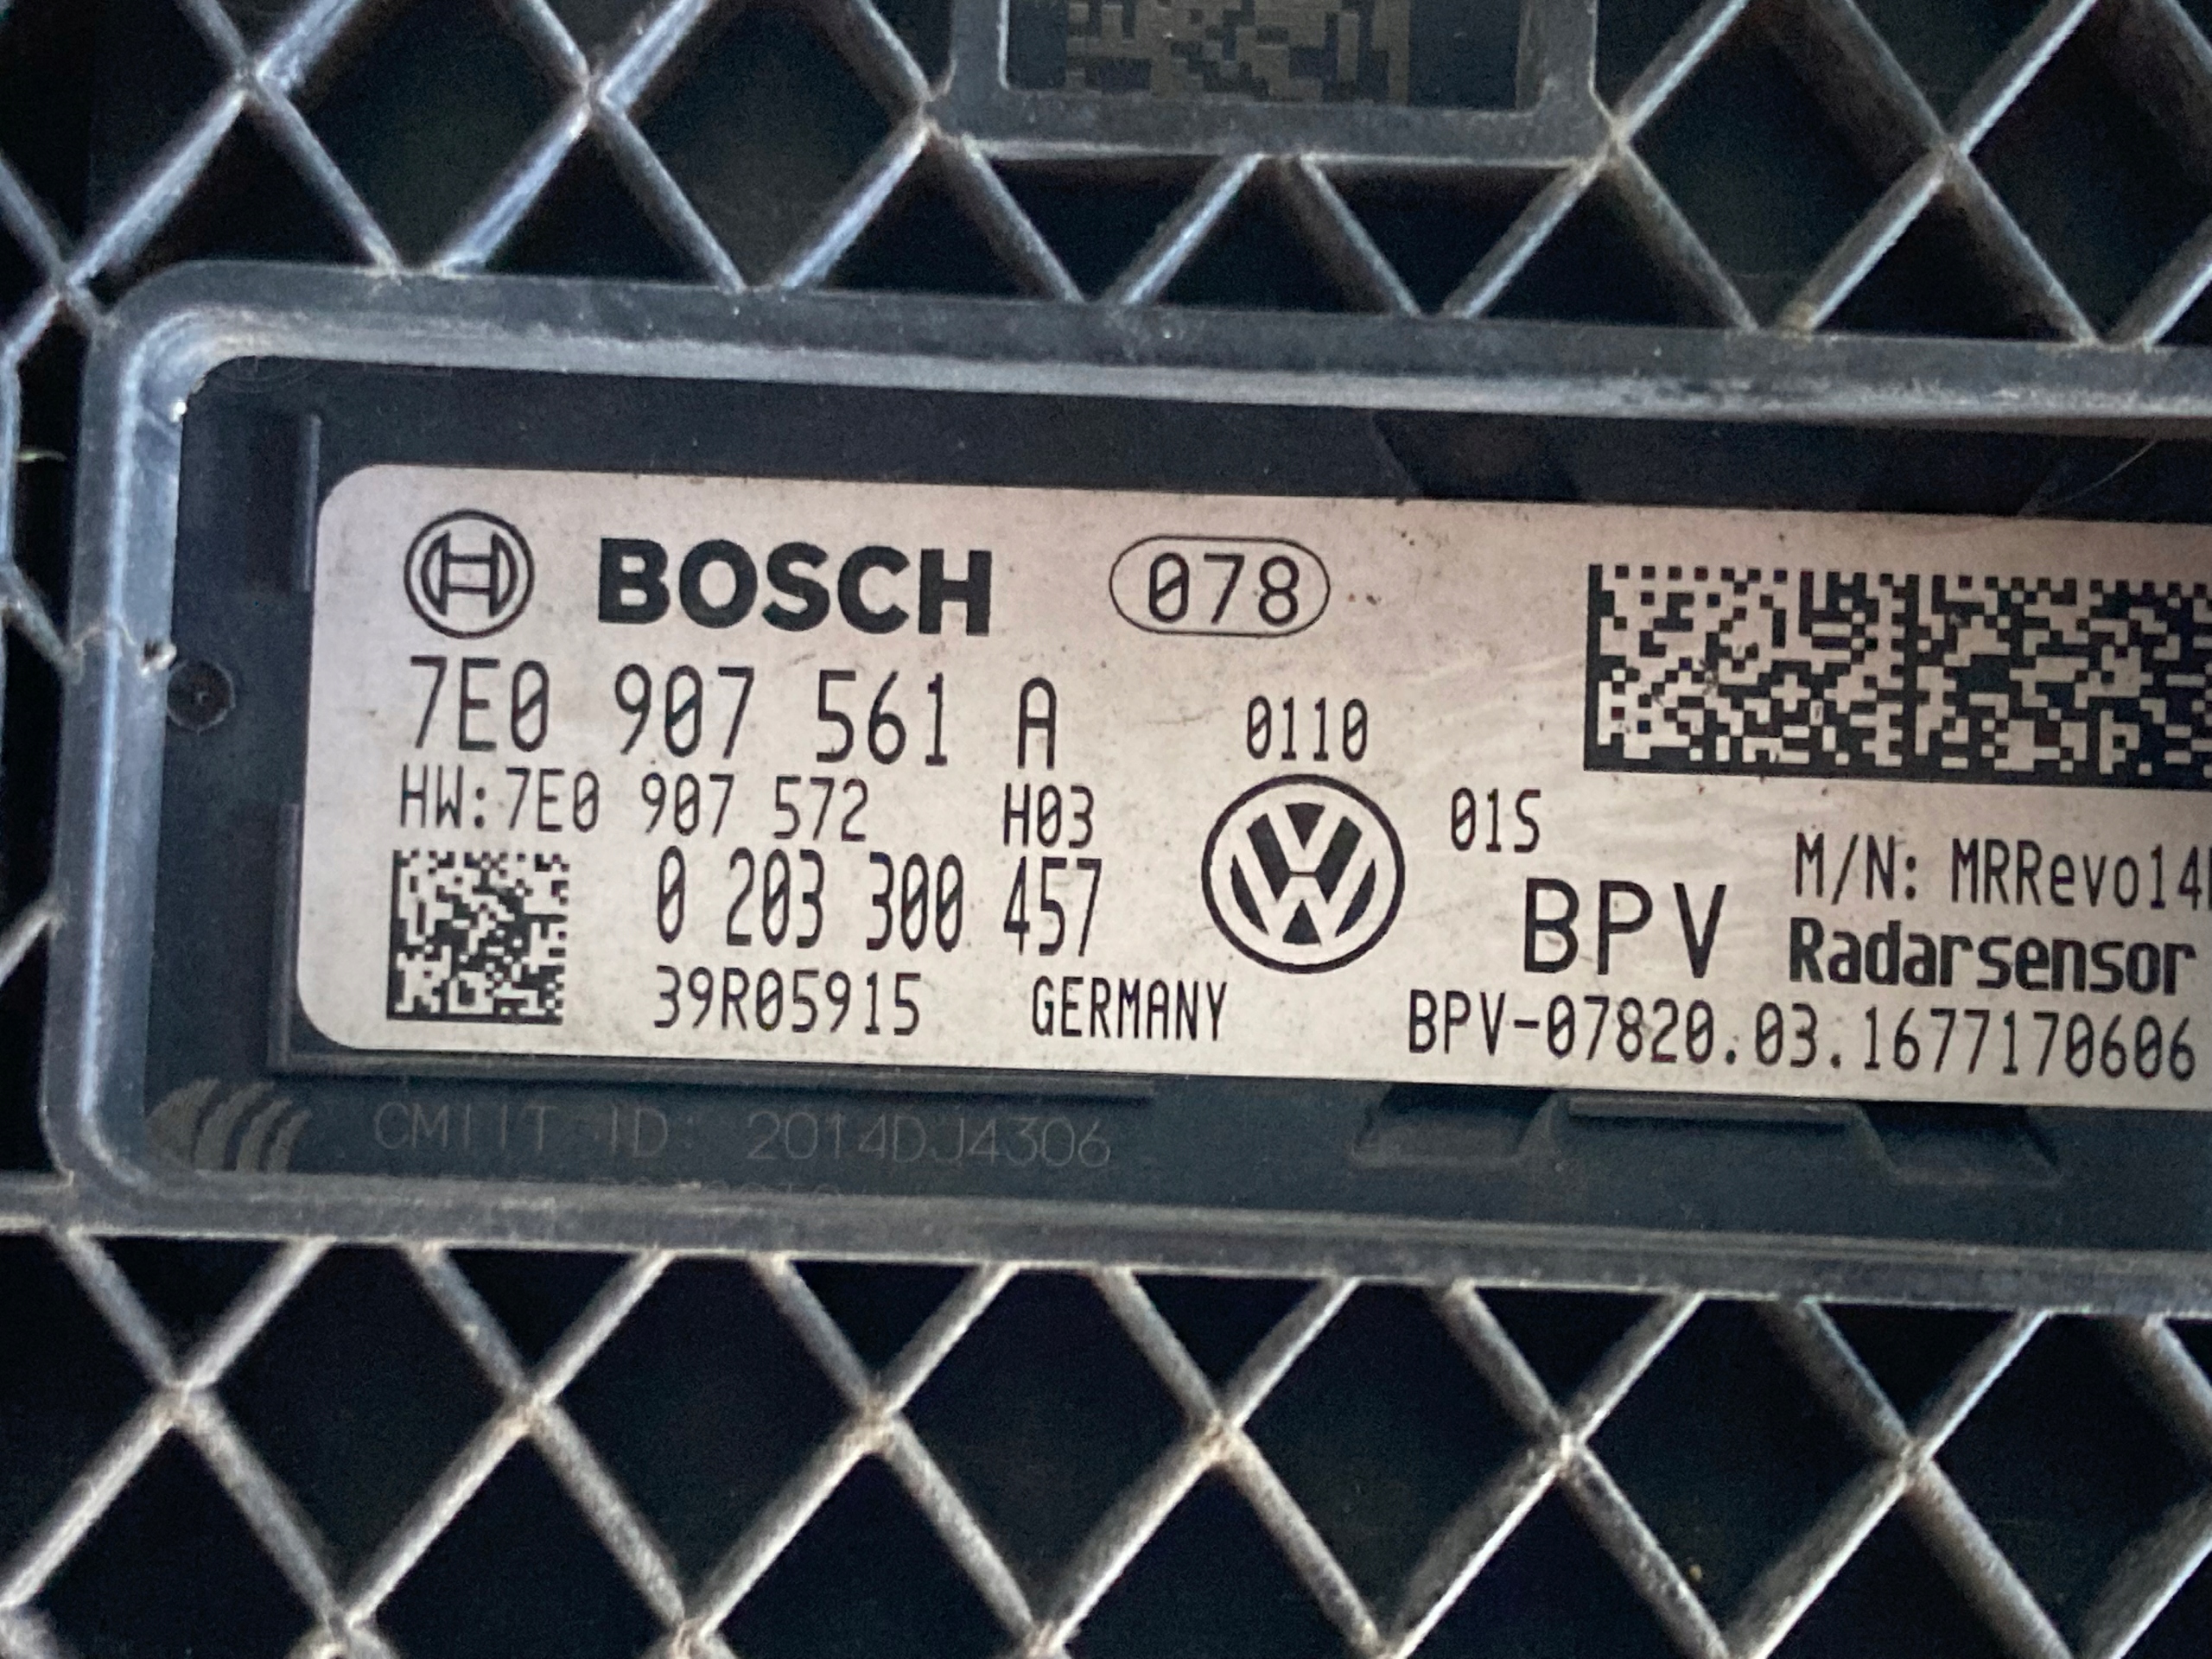 BOSCH 078
7E0 907 561 A 0110
HW:7E0 907 572 H03 01S
0 203 300 457 BPV M/N: MRRevo14
Radarsensor
39R05915 GERMANY BPV-07820.03.1677170606
CMIIT ID: 2014DJ4306